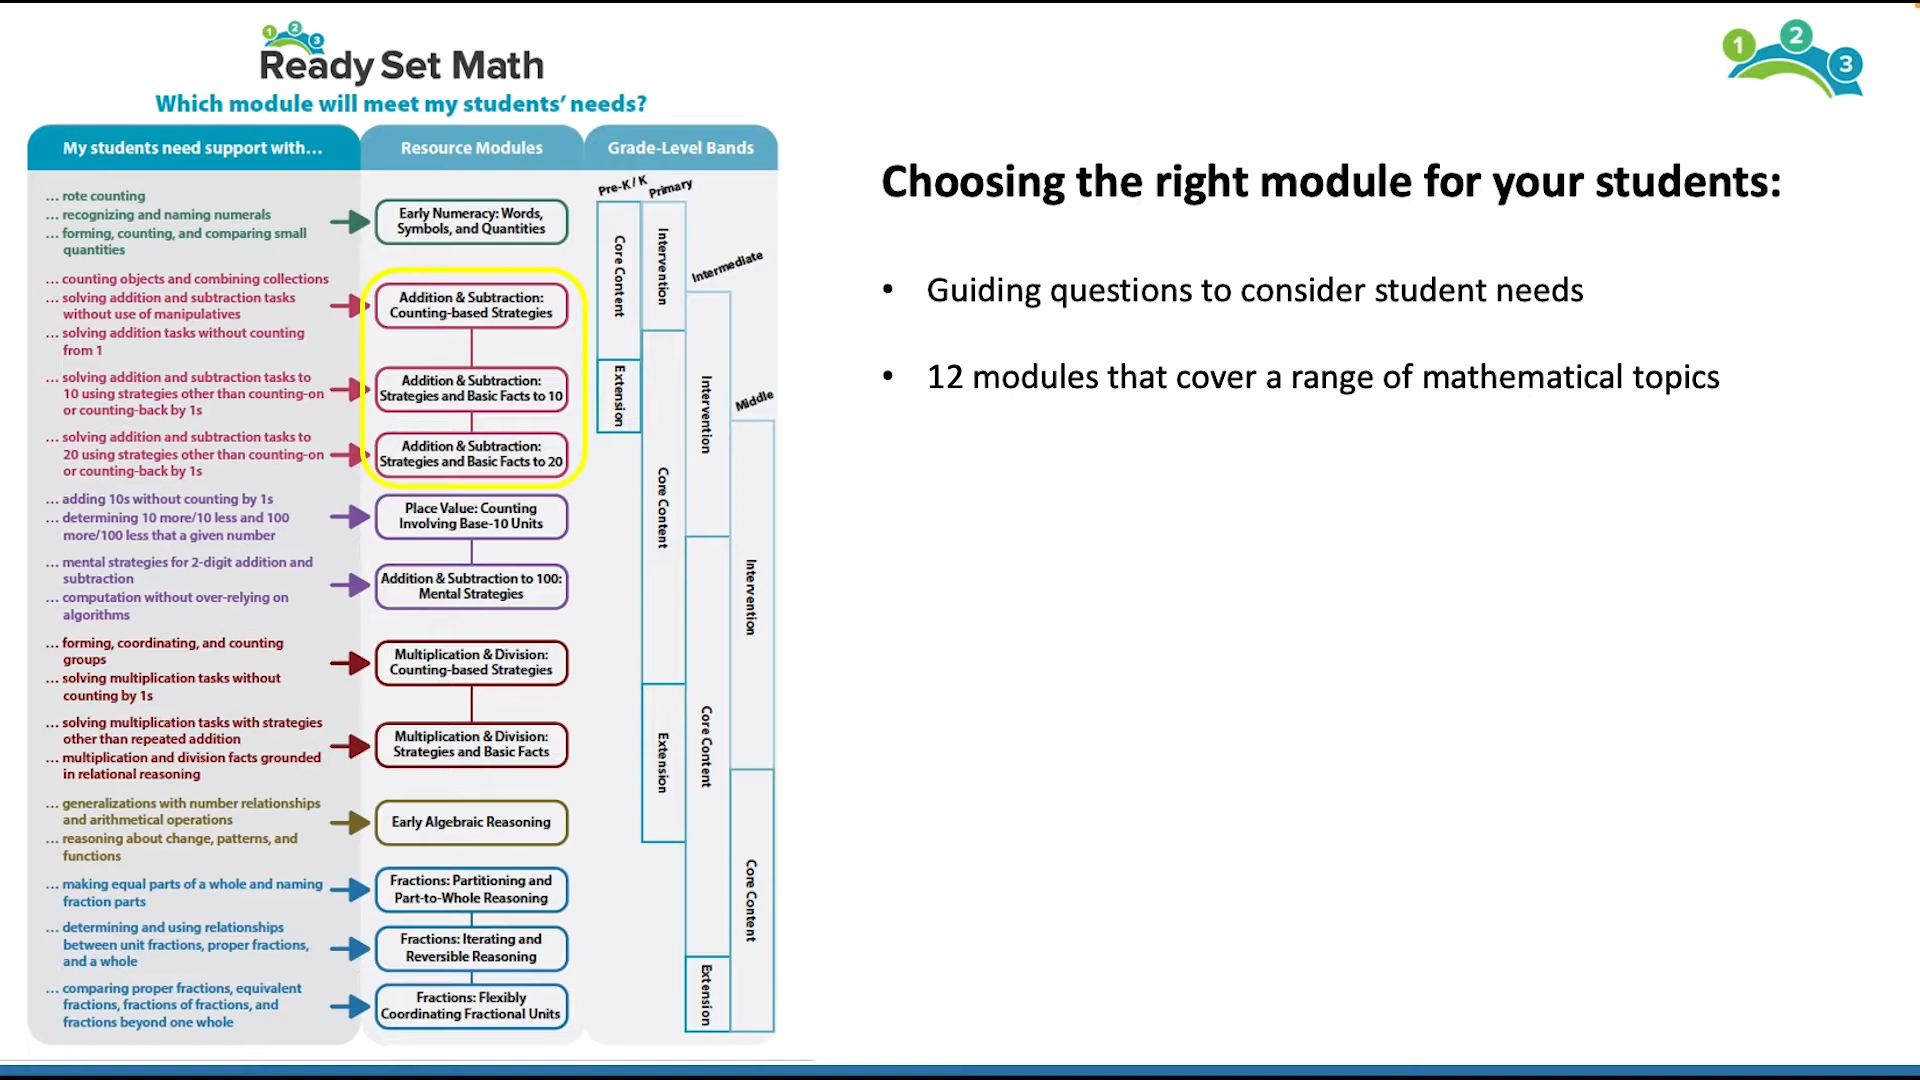 1 2 3
Ready Set Math
Which module will meet my students' needs?
My students need support with...
Resource Modules
Grade-Level Bands
... rote counting
... recognizing and naming numerals
... forming, counting, and comparing small
quantities
Early Numeracy: Words,
Symbols, and Quantities
... counting objects and combining collections
... solving addition and subtraction tasks
without use of manipulatives
... solving addition tasks without counting
from 1
Addition & Subtraction:
Counting-based Strategies
... solving addition and subtraction tasks to
10 using strategies other than counting-on
or counting-back by 1s
Addition & Subtraction:
Strategies and Basic Facts to 10
... solving addition and subtraction tasks to
20 using strategies other than counting-on
or counting-back by 1s
Addition & Subtraction:
Strategies and Basic Facts to 20
... adding 10s without counting by 1s
... determining 10 more/10 less and 100
more/100 less that a given number
Place Value: Counting
Involving Base-10 Units
... mental strategies for 2-digit addition and
subtraction
... computation without over-relying on
algorithms
Addition & Subtraction to 100:
Mental Strategies
... forming, coordinating, and counting
groups
... solving multiplication tasks without
counting by 1s
Multiplication & Division:
Counting-based Strategies
... solving multiplication tasks with strategies
other than repeated addition
... multiplication and division facts grounded
in relational reasoning
Multiplication & Division:
Strategies and Basic Facts
... generalizations with number relationships
and arithmetical operations
... reasoning about change, patterns, and
functions
Early Algebraic Reasoning
... making equal parts of a whole and naming
fraction parts
Fractions: Partitioning and
Part-to-Whole Reasoning
... determining and using relationships
between unit fractions, proper fractions,
and a whole
Fractions: Iterating and
Reversible Reasoning
... comparing proper fractions, equivalent
fractions, fractions of fractions, and
fractions beyond one whole
Fractions: Flexibly
Coordinating Fractional Units
Pre-K / K
Core Content
Extension
Primary
Intervention
Core Content
Extension
Intermediate
Intervention
Core Content
Extension
Middle
Intervention
Core Content
1 2 3
Choosing the right module for your students:
• Guiding questions to consider student needs
• 12 modules that cover a range of mathematical topics